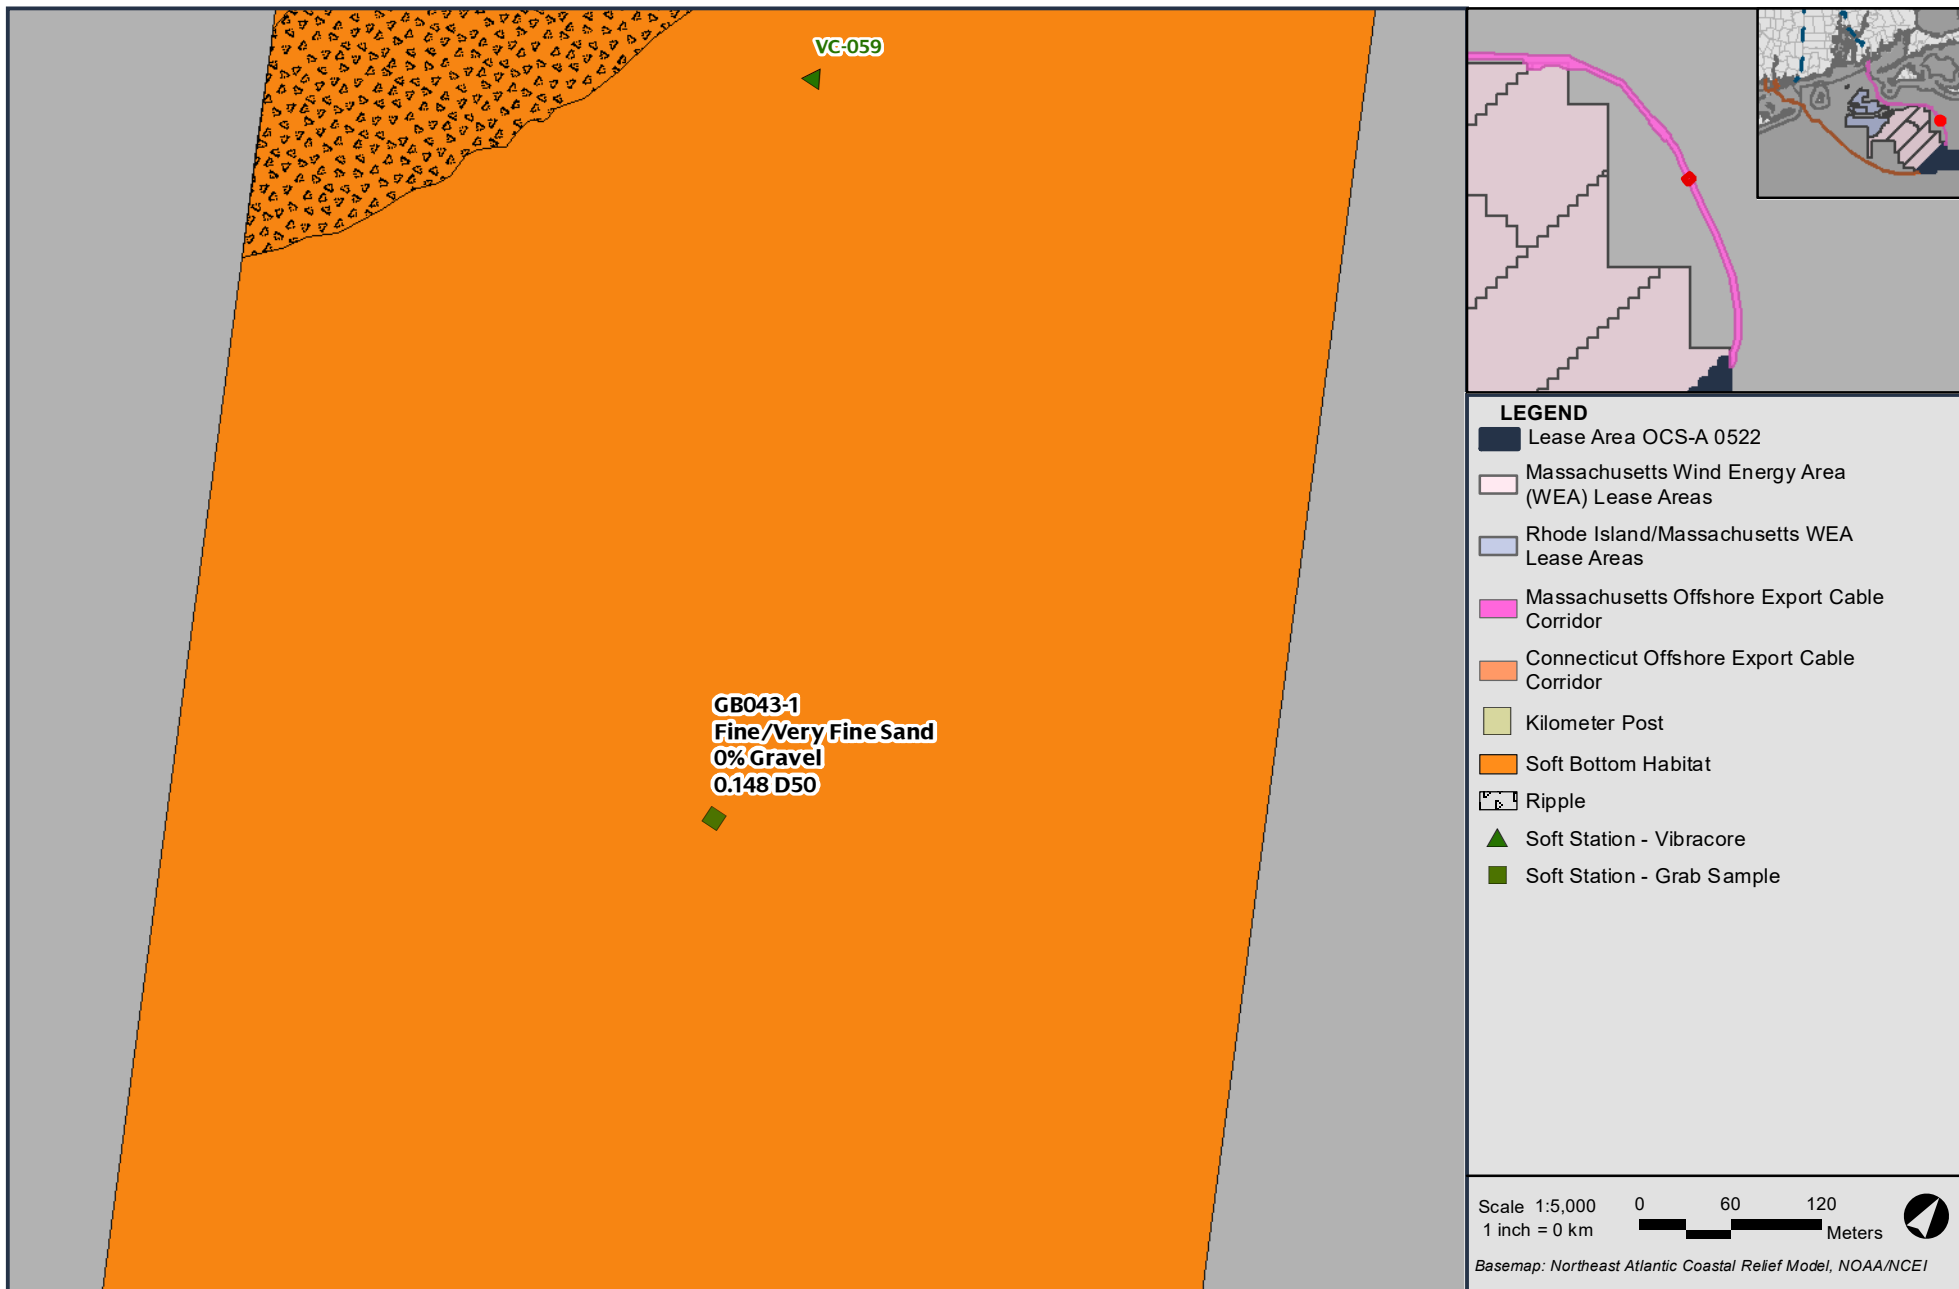 VC-059
GB043-1
Fine/Very Fine Sand
0% Gravel
0.148 D50
LEGEND
Lease Area OCS-A 0522
Massachusetts Wind Energy Area
(WEA) Lease Areas
Rhode Island/Massachusetts WEA
Lease Areas
Massachusetts Offshore Export Cable
Corridor
Connecticut Offshore Export Cable
Corridor
Kilometer Post
Soft Bottom Habitat
Ripple
Soft Station - Vibracore
Soft Station - Grab Sample
Scale 1:5,000
1 inch = 0 km
0 60 120
Meters
Basemap: Northeast Atlantic Coastal Relief Model, NOAA/NCEI